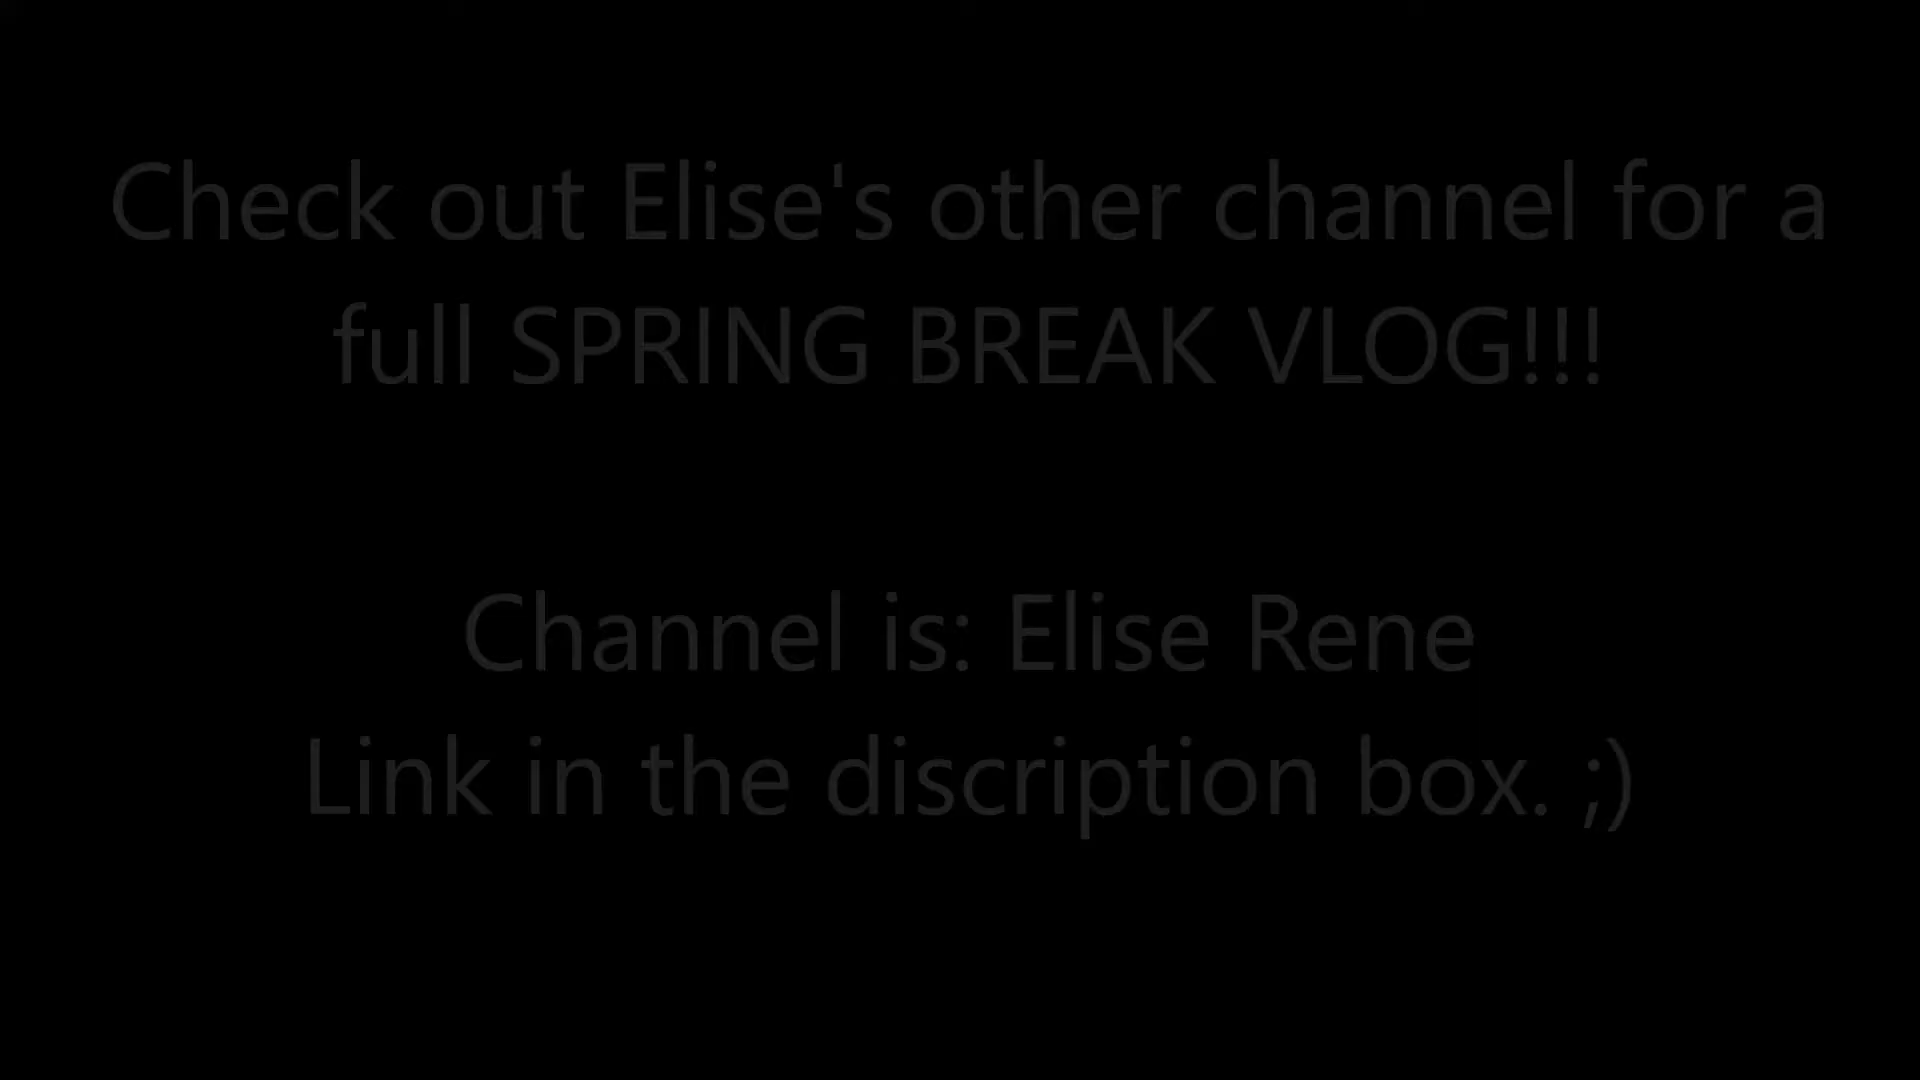 Check out Elise's other channel for a
full SPRING BREAK VLOG!!!
Channel is: Elise Rene
Link in the discription box. ;)